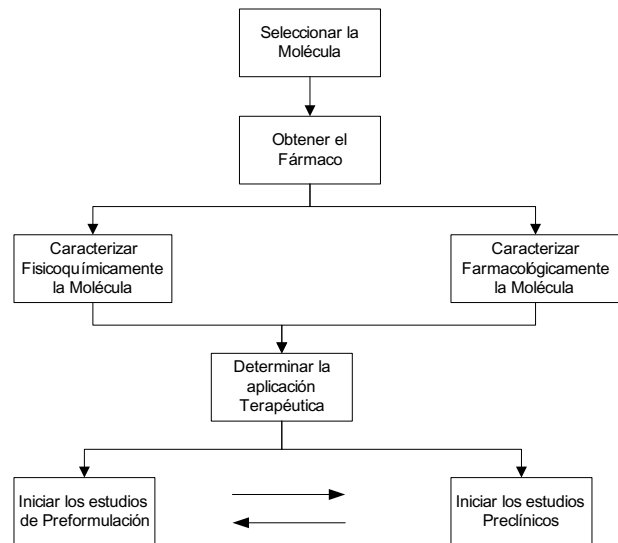 Seleccionar la
Molécula
Obtener el
Fármaco
Caracterizar
Fisicoquímicamente
la Molécula
Caracterizar
Farmacológicamente
la Molécula
Determinar la
aplicación
Terapéutica
Iniciar los estudios
de Preformulación
Iniciar los estudios
Preclínicos